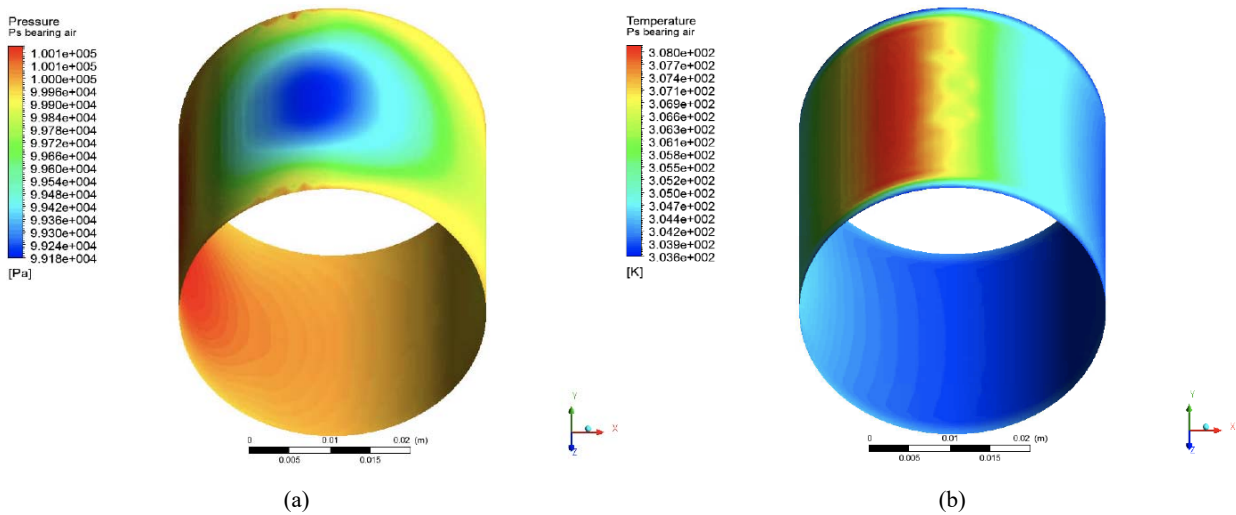 Pressure
Ps bearing air
1.001e+005
1.001e+005
1.000e+005
9.996e+004
9.990e+004
9.984e+004
9.978e+004
9.972e+004
9.966e+004
9.960e+004
9.954e+004
9.948e+004
9.942e+004
9.936e+004
9.930e+004
9.924e+004
9.918e+004
[Pa]
0 0.01 0.02 (m)
0.005 0.015
Y
X
Z
(a)
Temperature
Ps bearing air
3.080e+002
3.077e+002
3.074e+002
3.071e+002
3.069e+002
3.066e+002
3.063e+002
3.061e+002
3.058e+002
3.055e+002
3.052e+002
3.050e+002
3.047e+002
3.044e+002
3.042e+002
3.039e+002
3.036e+002
[K]
0 0.01 0.02 (m)
0.005 0.015
Y
X
Z
(b)